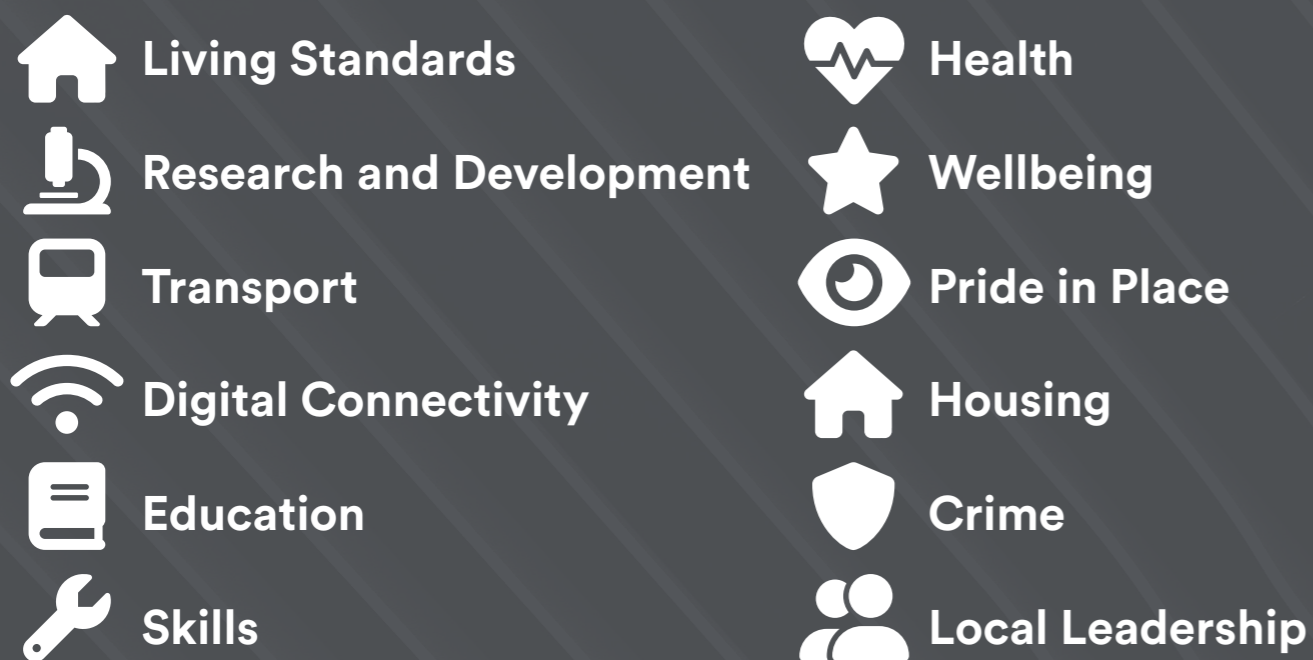 Living Standards
Research and Development
Transport
Digital Connectivity
Education
Skills
Health
Wellbeing
Pride in Place
Housing
Crime
Local Leadership